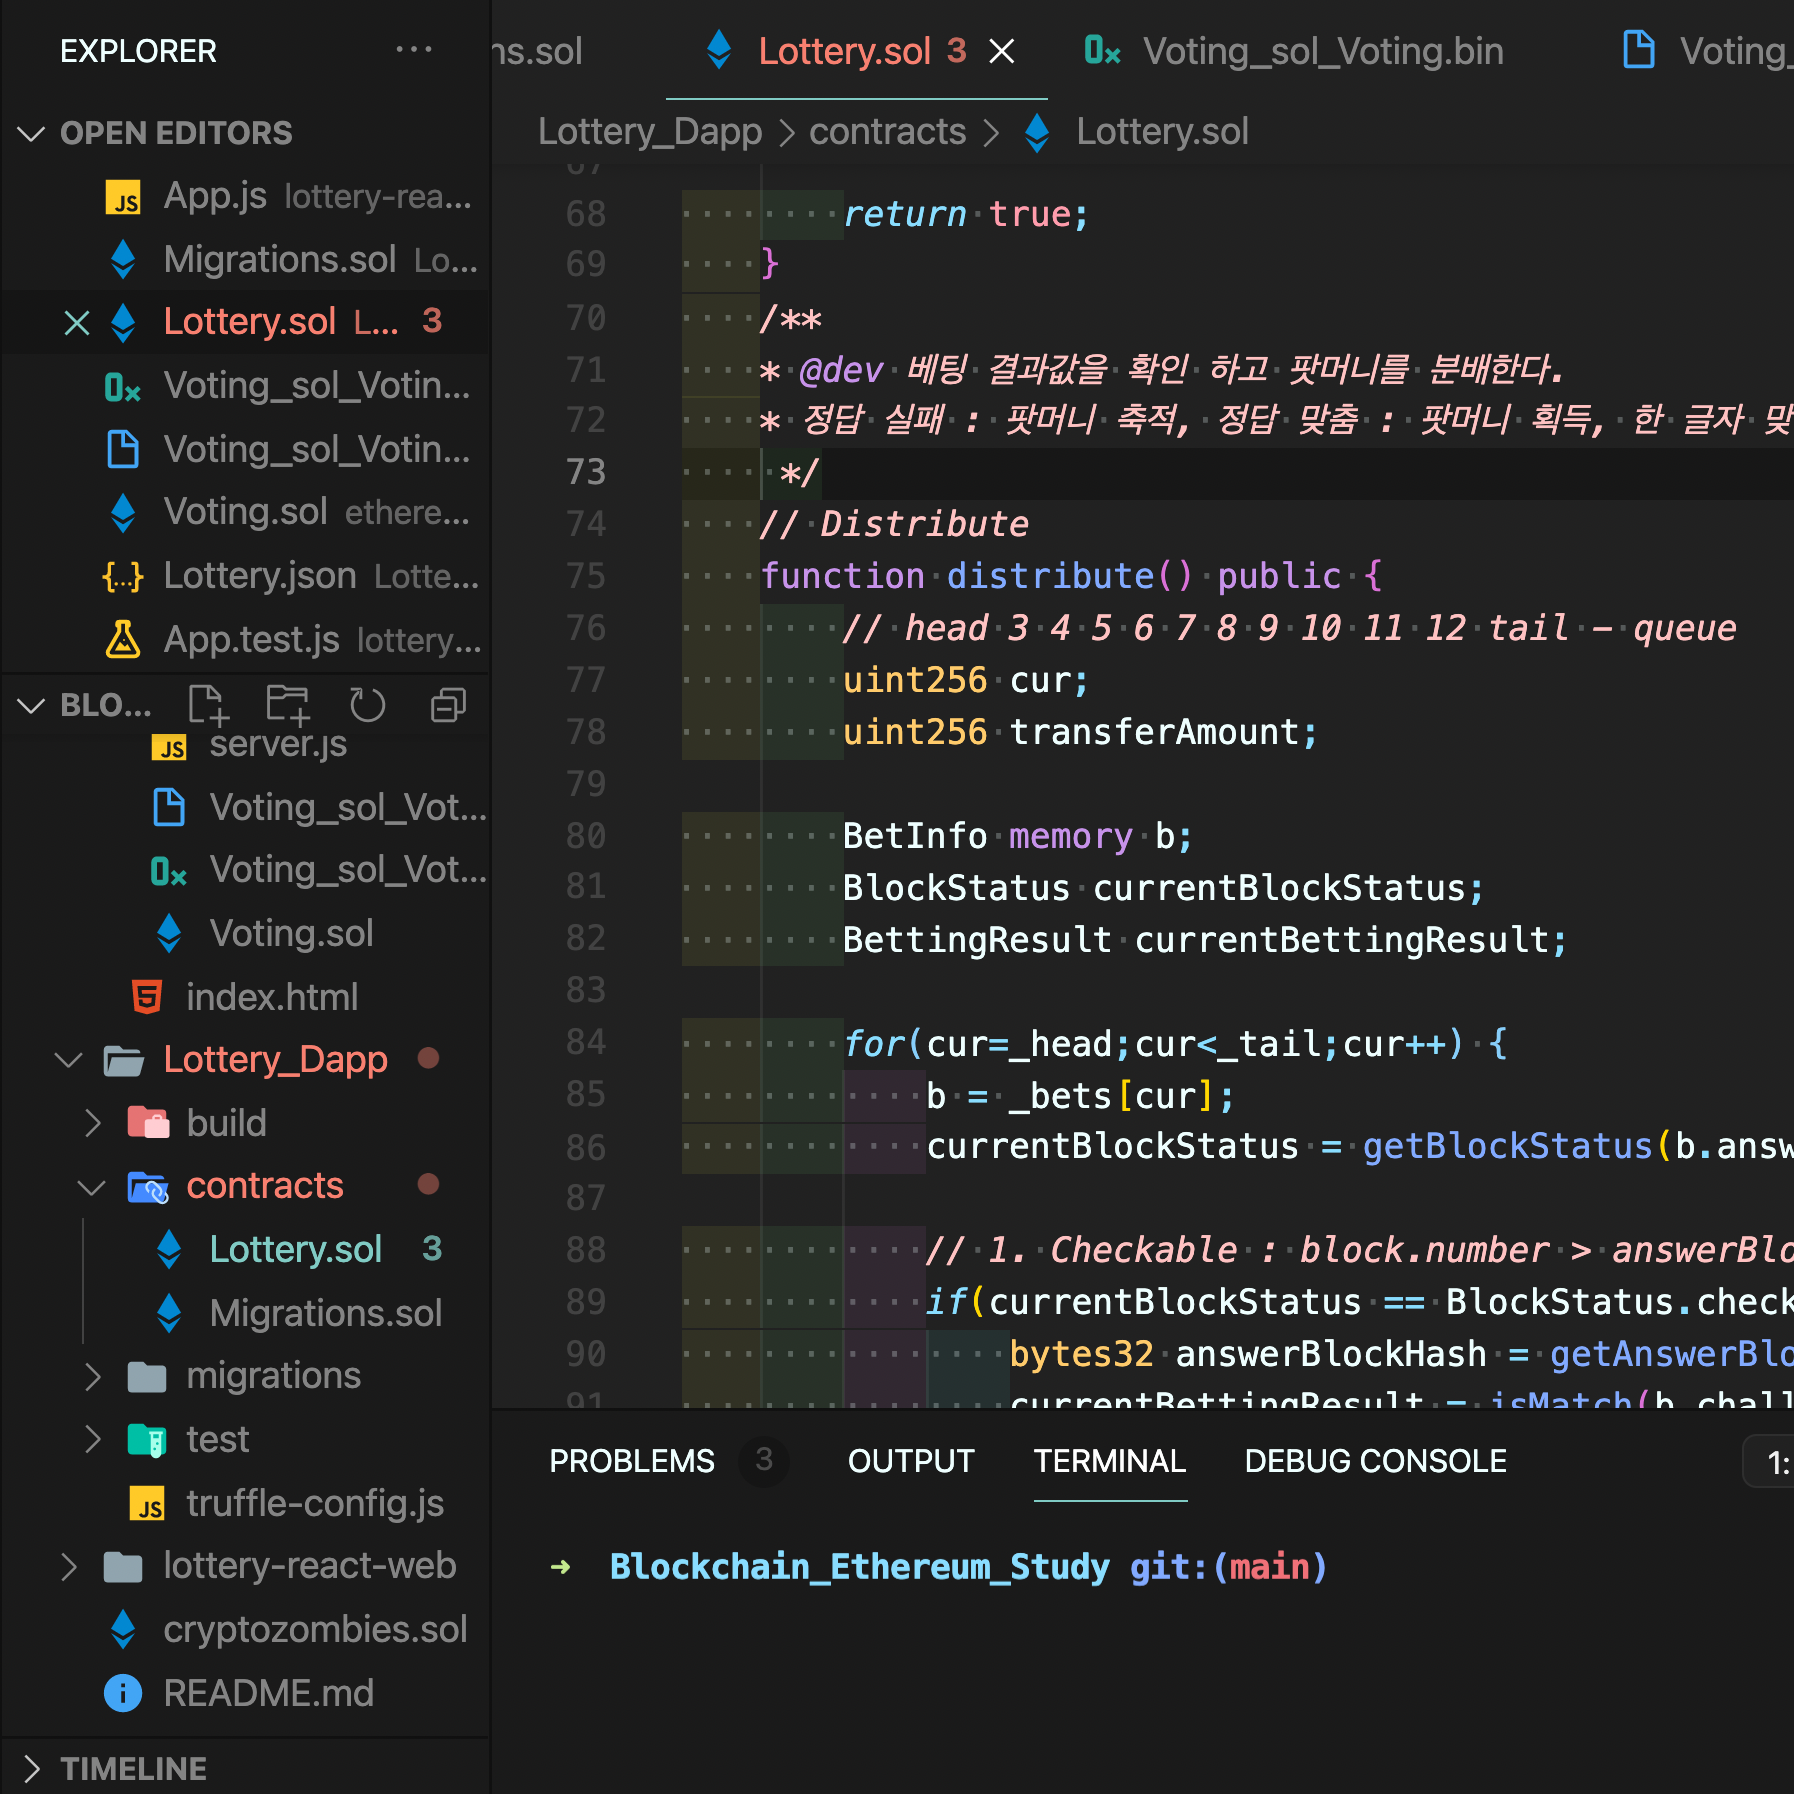 EXPLORER ...
OPEN EDITORS
App.js lottery-rea...
Migrations.sol Lo...
Lottery.sol L... 3
Voting_sol_Votin...
Voting_sol_Votin...
Voting.sol ethere...
Lottery.json Lotte...
App.test.js lottery...
BLO...
server.js
Voting_sol_Vot...
Voting_sol_Vot...
Voting.sol
index.html
Lottery_Dapp
build
contracts
Lottery.sol 3
Migrations.sol
migrations
test
truffle-config.js
lottery-react-web
cryptozombies.sol
README.md
TIMELINE
ns.sol Lottery.sol 3 Voting_sol_Voting.bin Voting_
Lottery_Dapp > contracts > Lottery.sol
67
68 return true;
69 }
70 /**
71 * @dev 베팅 결과값을 확인 하고 팟머니를 분배한다.
72 * 정답 실패 : 팟머니 축적, 정답 맞춤 : 팟머니 획득, 한 글자 맞
73 */
74 // Distribute
75 function distribute() public {
76 // head 3 4 5 6 7 8 9 10 11 12 tail - queue
77 uint256 cur;
78 uint256 transferAmount;
79
80 BetInfo memory b;
81 BlockStatus currentBlockStatus;
82 BettingResult currentBettingResult;
83
84 for(cur=_head;cur<_tail;cur++) {
85 b = _bets[cur];
86 currentBlockStatus = getBlockStatus(b.answ
87
88 // 1. Checkable : block.number > answerBlo
89 if(currentBlockStatus == BlockStatus.check
90 bytes32 answerBlockHash = getAnswerBlo
91 currentBettingResult = isMatch(b.chall
PROBLEMS 3 OUTPUT TERMINAL DEBUG CONSOLE 1:
➜ Blockchain_Ethereum_Study git:(main)